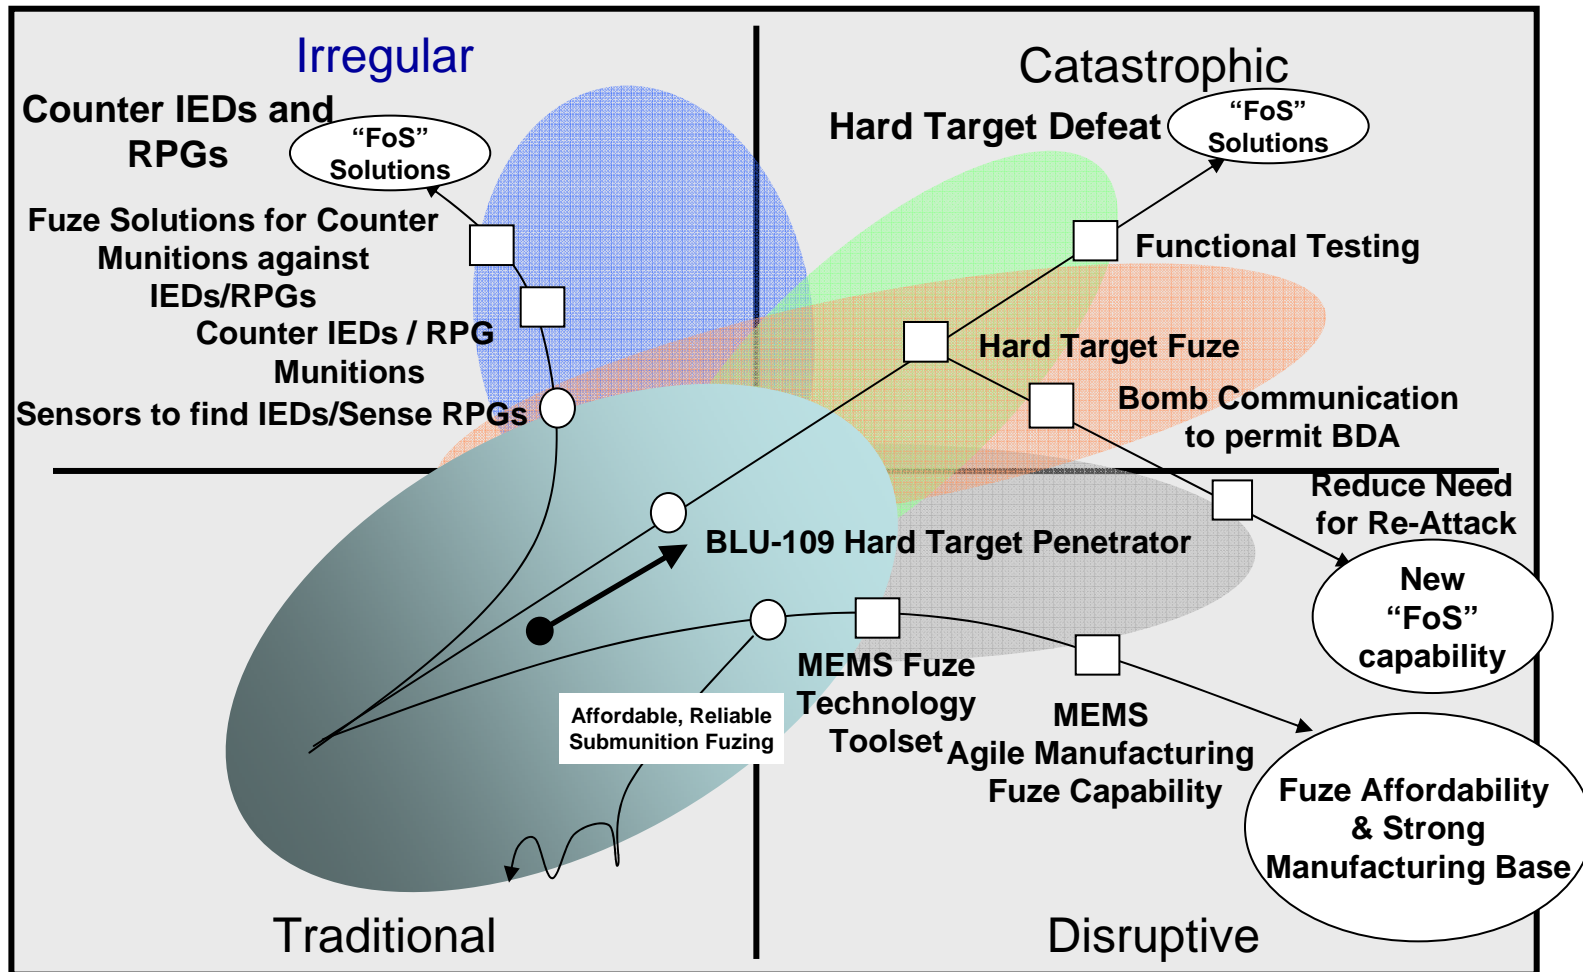 Irregular
Counter IEDs and
RPGs
“FoS”
Solutions
Fuze Solutions for Counter
Munitions against
IEDs/RPGs
Counter IEDs / RPG
Munitions
Sensors to find IEDs/Sense RPGs
Catastrophic
Hard Target Defeat
“FoS”
Solutions
Functional Testing
Hard Target Fuze
Bomb Communication
to permit BDA
Reduce Need
for Re-Attack
BLU-109 Hard Target Penetrator
New
“FoS”
capability
MEMS Fuze
Technology
Toolset
MEMS
Agile Manufacturing
Fuze Capability
Affordable, Reliable
Submunition Fuzing
Fuze Affordability
& Strong
Manufacturing Base
Traditional
Disruptive